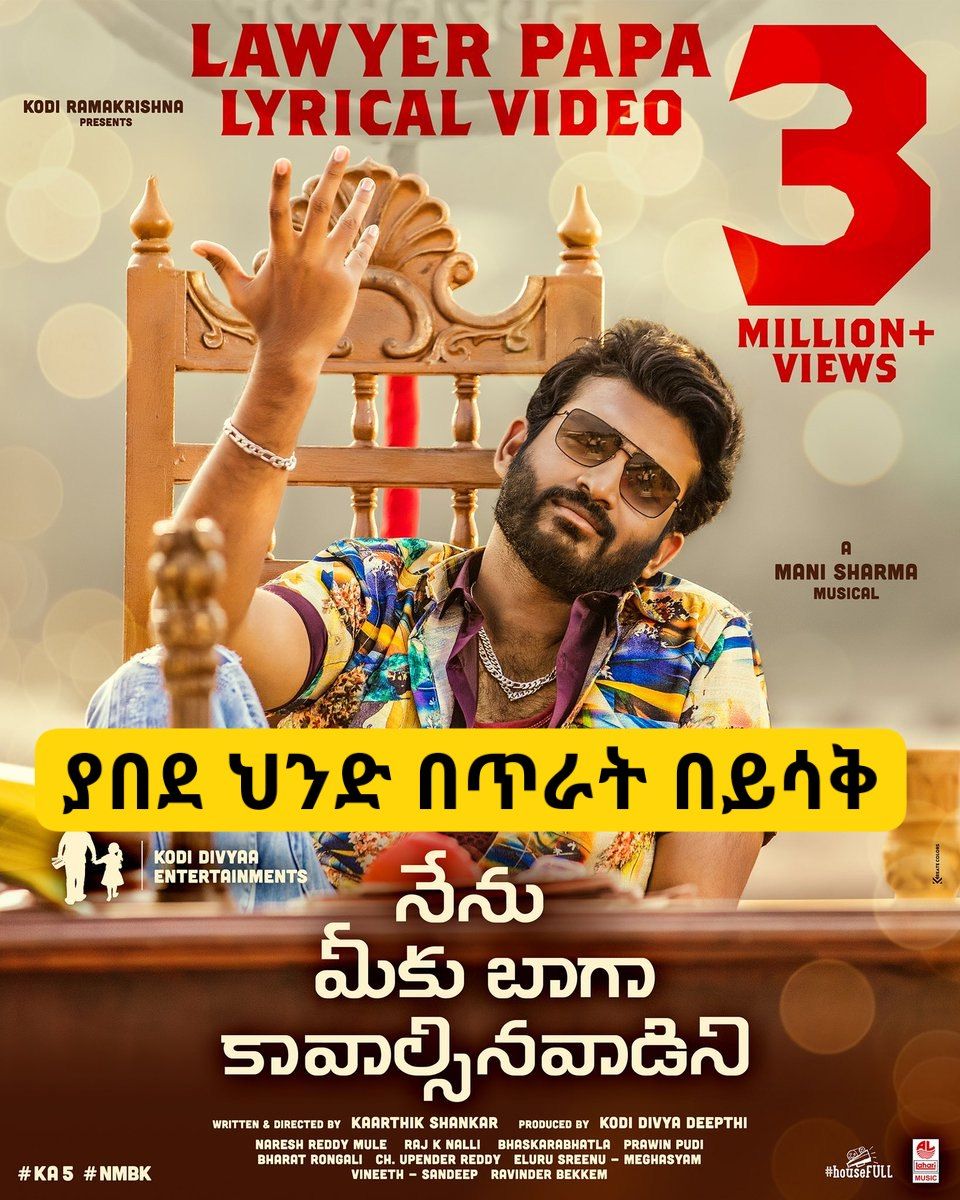 LAWYER PAPA
LYRICAL VIDEO
3
MILLION+
VIEWS
KODI RAMAKRISHNA
PRESENTS
A
MANI SHARMA
MUSICAL
ያበደ ህንድ በጥራት በይሳቅ
KODI DIVYAA
ENTERTAINMENTS
నేను
మీకు బాగా
కావాల్సినవాడిని
WRITTEN & DIRECTED BY KAARTHIK SHANKAR PRODUCED BY KODI DIVYA DEEPTHI
NARESH REDDY MULE RAJ K NALLI BHASKARABHATLA PRAWIN PUDI
BHARAT RONGALI CH. UPENDER REDDY ELURU SREENU – MEGHASYAM
VINEETH – SANDEEP RAVINDER BEKKEM
#KA5 #NMBK
#houseFULL
lahari
MUSIC